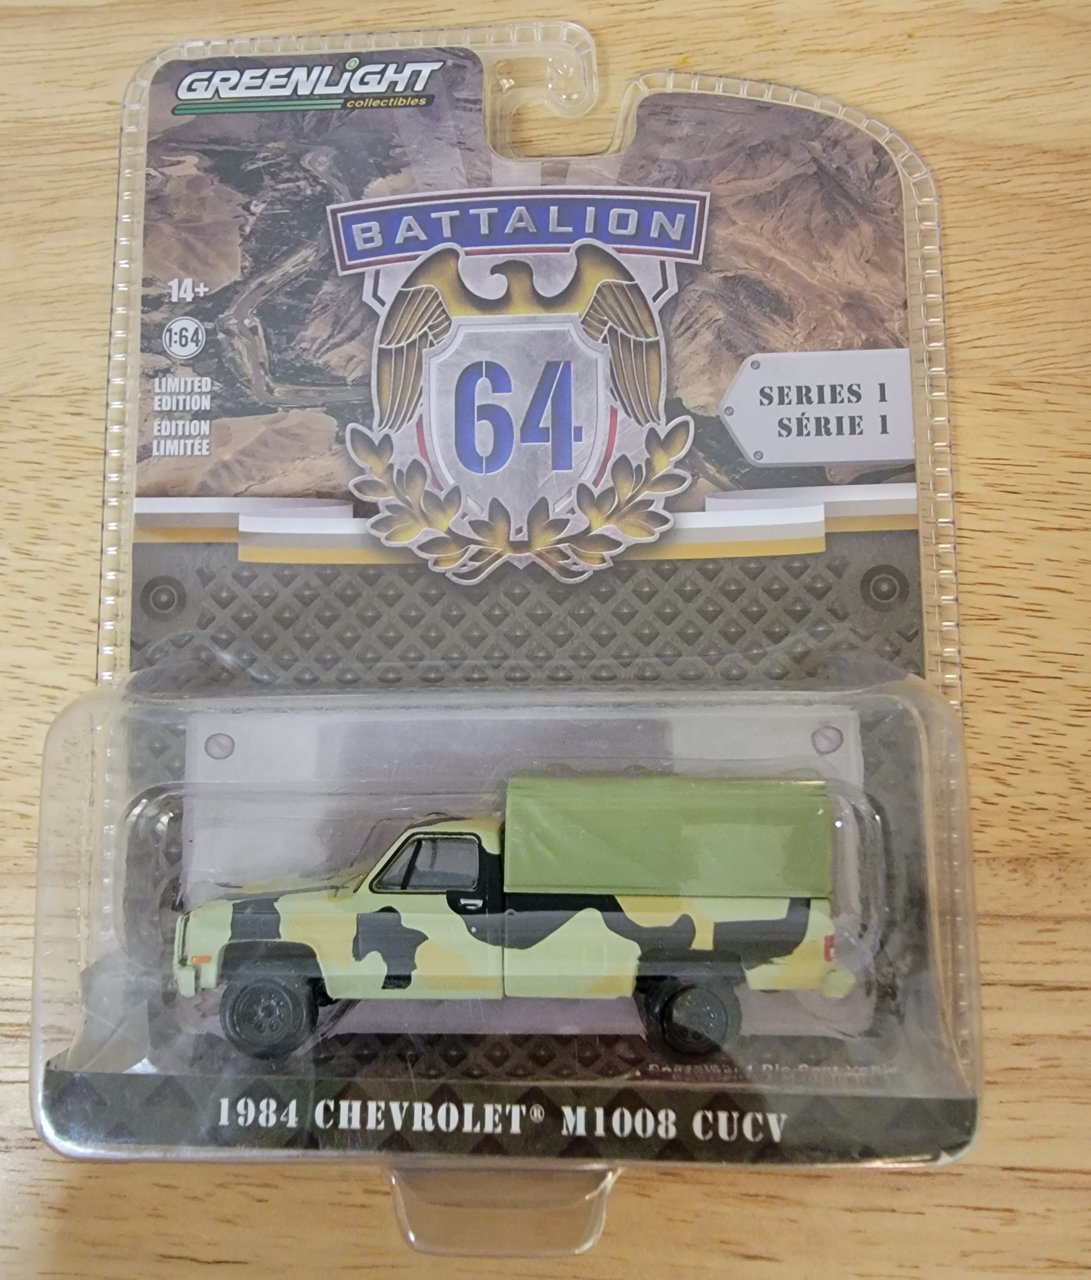 GREENLiGHT
collectibles
BATTALION
14+
1:64
64
LIMITED
EDITION
ÉDITION
LIMITÉE
SERIES 1
SÉRIE 1
1984 CHEVROLET® M1008 CUCV